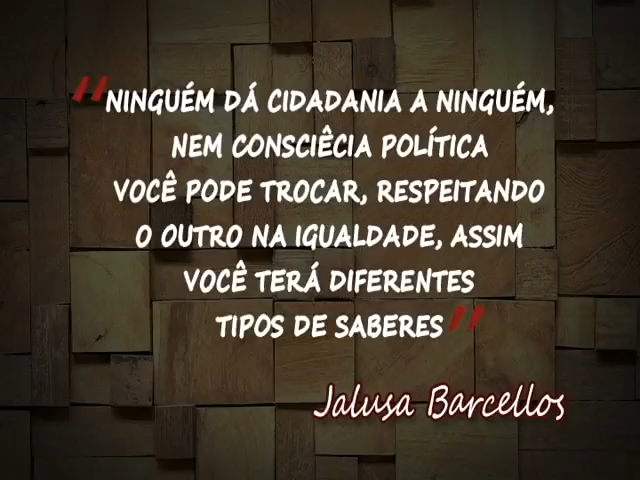 "NINGUÉM DÁ CIDADANIA A NINGUÉM,
NEM CONSCIÊCIA POLÍTICA
VOCÊ PODE TROCAR, RESPEITANDO
O OUTRO NA IGUALDADE, ASSIM
VOCÊ TERÁ DIFERENTES
TIPOS DE SABERES"
Jalusa Barcellos